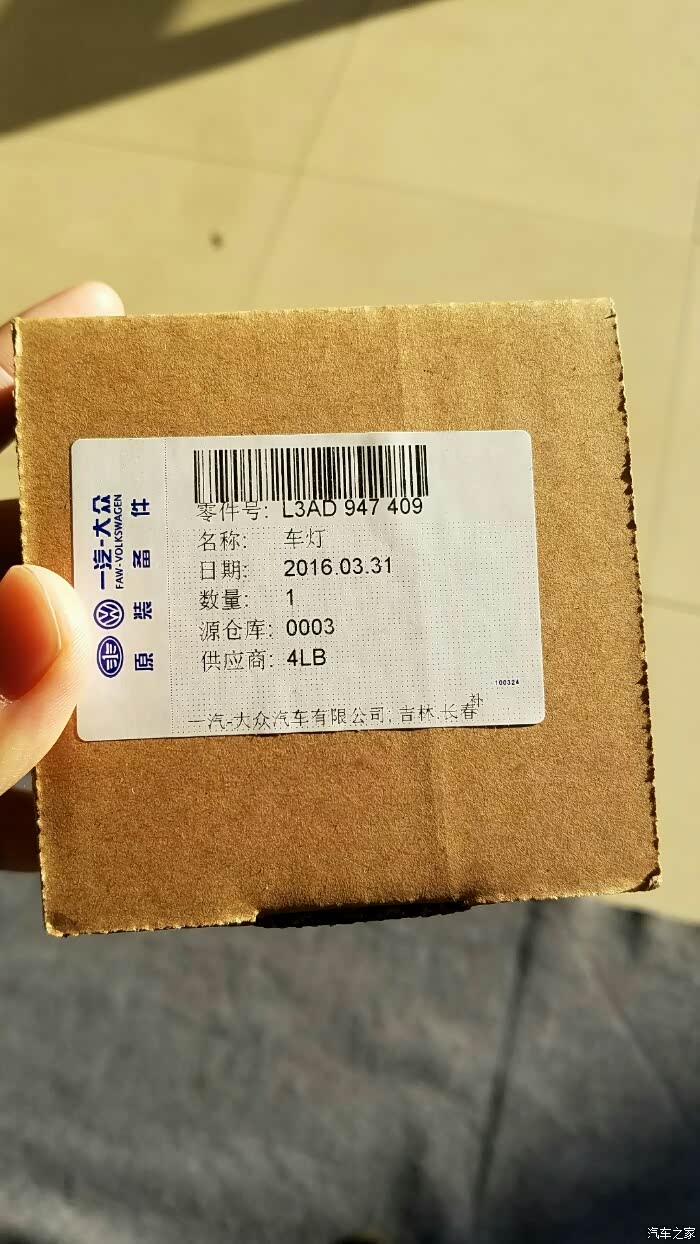 一汽-大众
FAW-VOLKSWAGEN
原装备件
零件号: L3AD 947 409
名称: 车灯
日期: 2016.03.31
数量: 1
源仓库: 0003
供应商: 4LB
100324
补
一汽-大众汽车有限公司; 吉林.长春
汽车之家